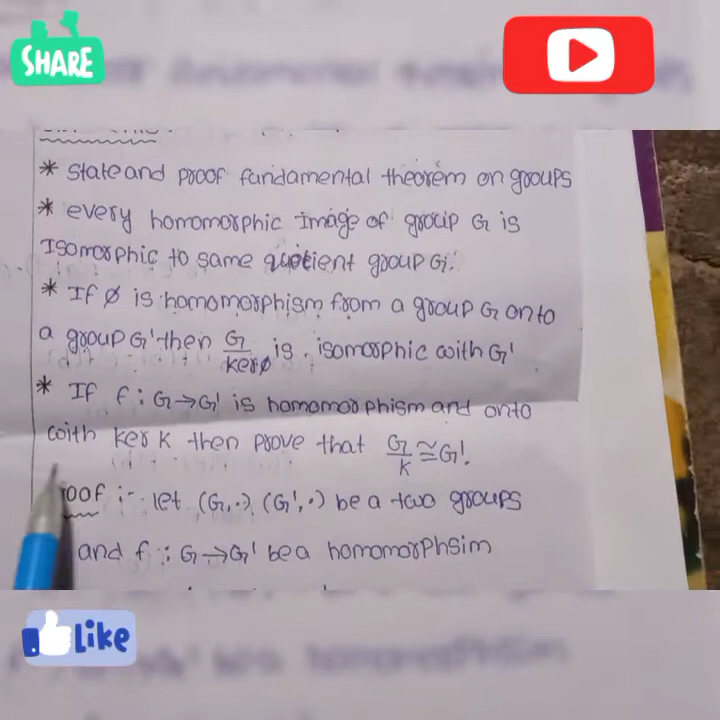 SHARE
* State and proof fundamental theorem on groups
* every homomorphic Image of group G is
Isomorphic to same quotient group G.
* If ø is homomorphism from a group G onto
a group G' then G/kerø is isomorphic with G'
* If f : G→G' is homomorphism and onto
with ker K then prove that G/K ≅ G'.
roof :- let (G,.) (G',.) be a two groups
and f : G→G' be a homomorphsim
Like